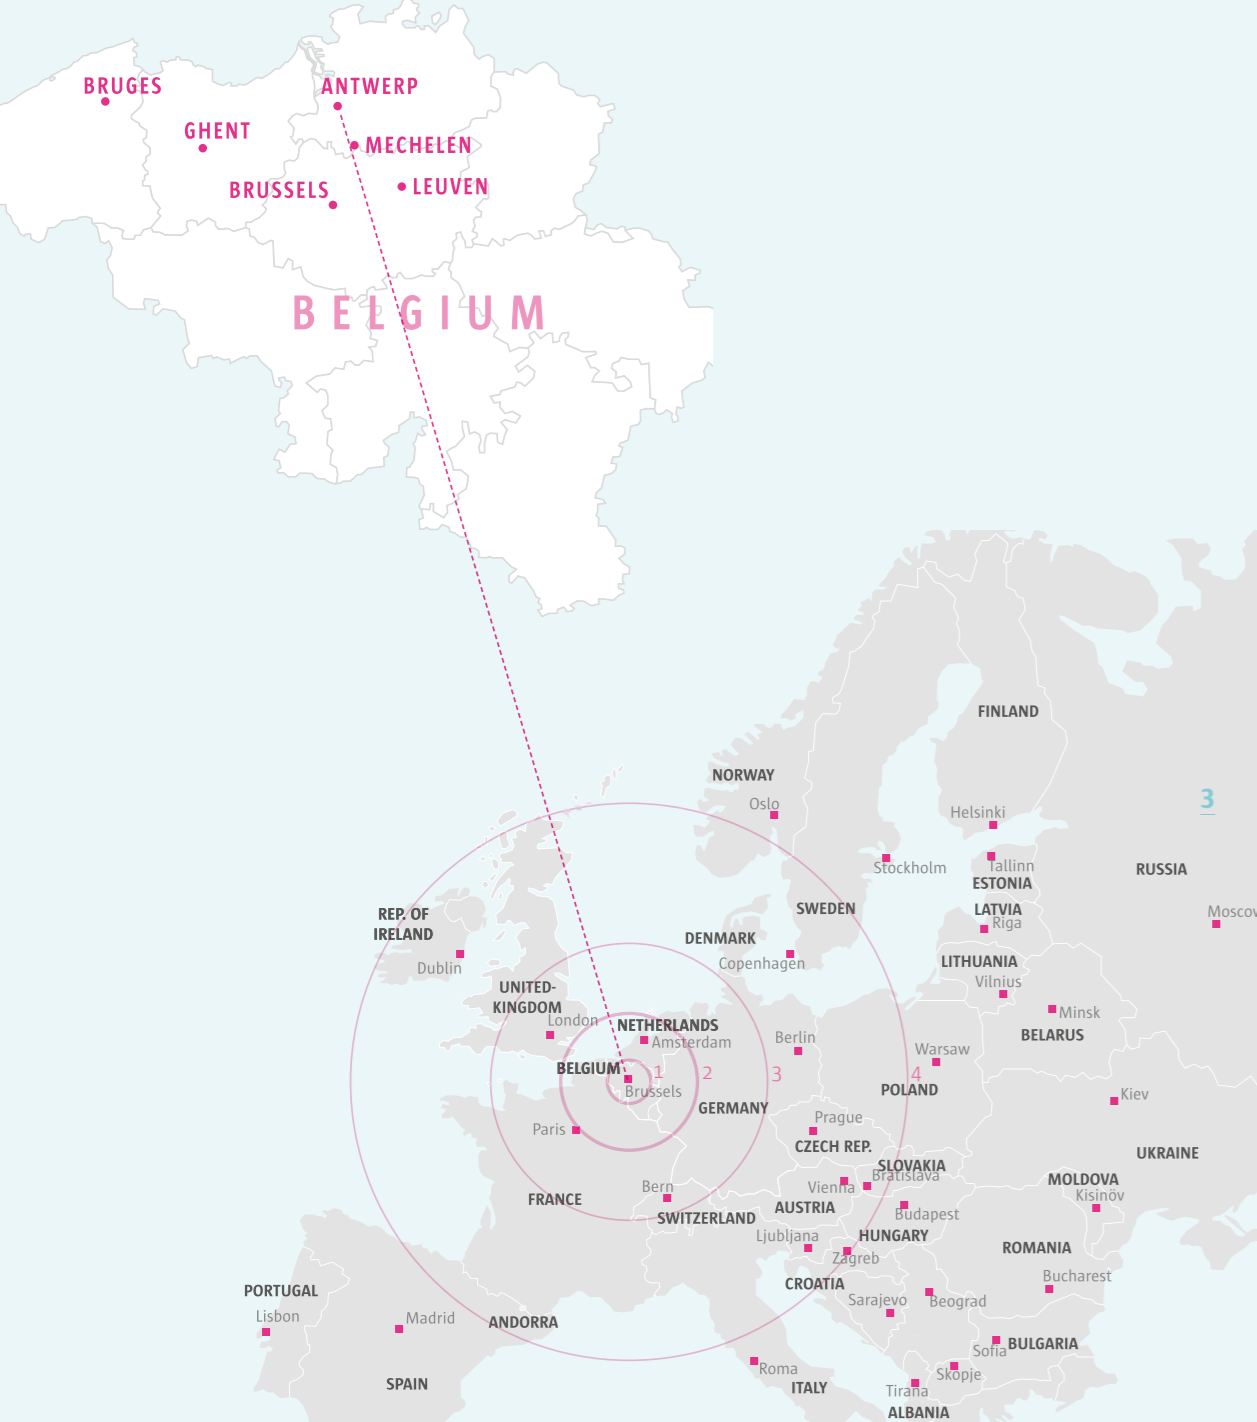 BRUGES
ANTWERP
GHENT
MECHELEN
BRUSSELS
LEUVEN
BELGIUM
FINLAND
NORWAY
Oslo
3
Helsinki
Stockholm
Tallinn
RUSSIA
ESTONIA
SWEDEN
LATVIA
REP. OF
IRELAND
Riga
Moscow
DENMARK
Copenhagen
LITHUANIA
Dublin
Vilnius
UNITED-
KINGDOM
London
Minsk
NETHERLANDS
Amsterdam
Berlin
BELARUS
Warsaw
BELGIUM
1
2
3
4
Brussels
POLAND
Kiev
GERMANY
Prague
Paris
CZECH REP.
UKRAINE
SLOVAKIA
Bratislava
MOLDOVA
Bern
Vienna
Kisinöv
FRANCE
AUSTRIA
SWITZERLAND
Budapest
Ljubljana
HUNGARY
Zagreb
ROMANIA
CROATIA
Bucharest
PORTUGAL
Sarajevo
Beograd
Lisbon
Madrid
ANDORRA
Sofia
BULGARIA
Roma
Skopje
SPAIN
ITALY
Tirana
ALBANIA